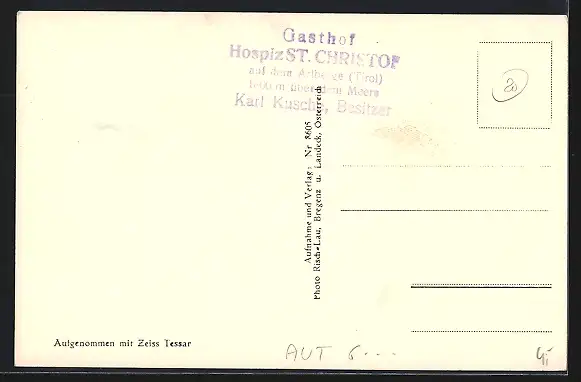 Gasthof
Hospiz ST. CHRISTOF
auf dem Arlberge (Tirol)
1800 m über dem Meere
Karl Kusche, Besitzer
20
Aufnahme und Verlag: Nr 8605
Photo Risch-Lau, Bregenz u. Landeck, Österreich
Aufgenommen mit Zeiss Tessar
AUT 6...